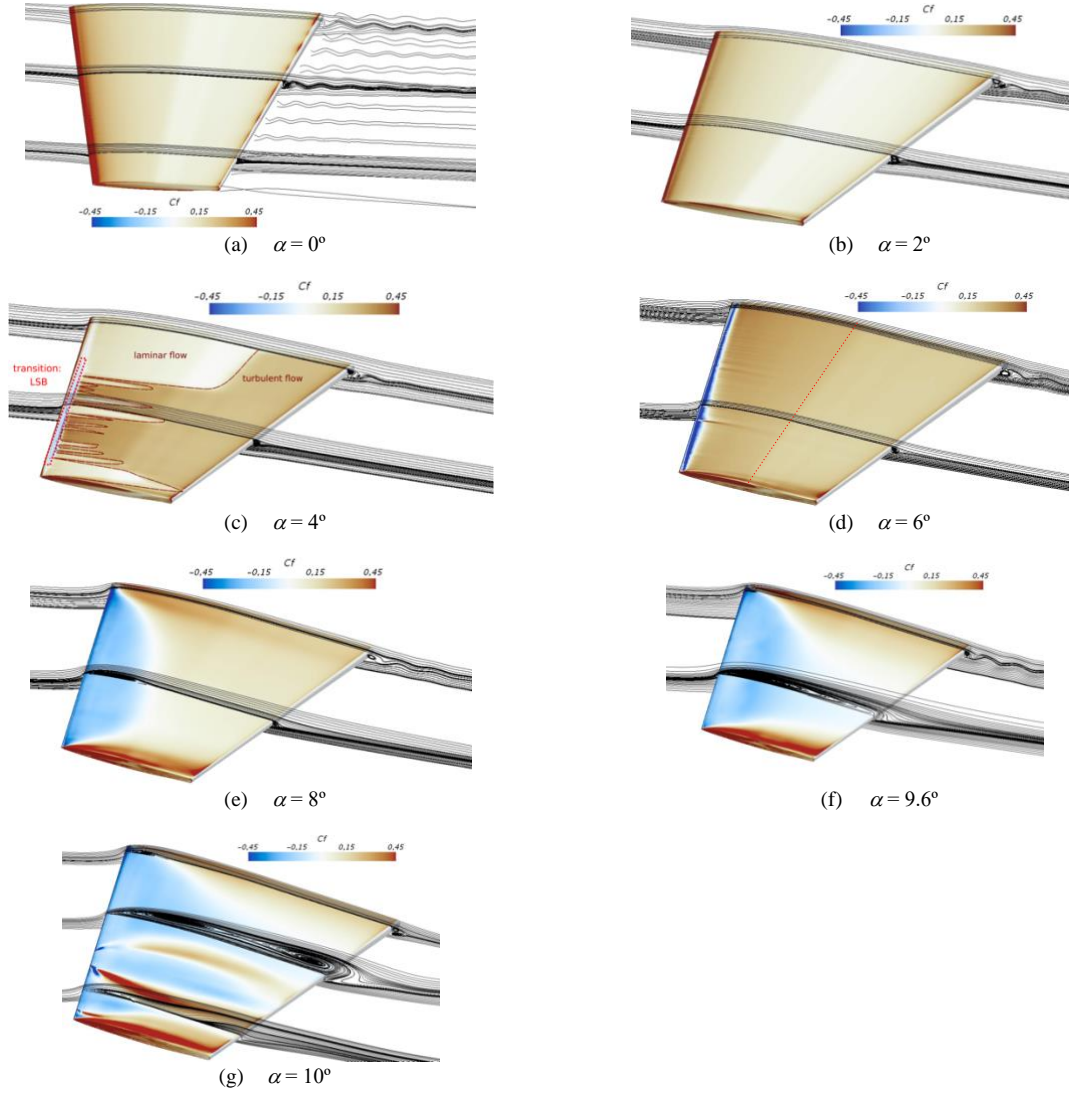 Cf
-0,45 -0,15 0,15 0,45
(a) α = 0º
Cf
-0,45 -0,15 0,15 0,45
(b) α = 2º
Cf
-0,45 -0,15 0,15 0,45
laminar flow
transition:
LSB
turbulent flow
(c) α = 4º
Cf
-0,45 -0,15 0,15 0,45
(d) α = 6º
Cf
-0,45 -0,15 0,15 0,45
(e) α = 8º
Cf
-0,45 -0,15 0,15 0,45
(f) α = 9.6º
Cf
-0,45 -0,15 0,15 0,45
(g) α = 10º